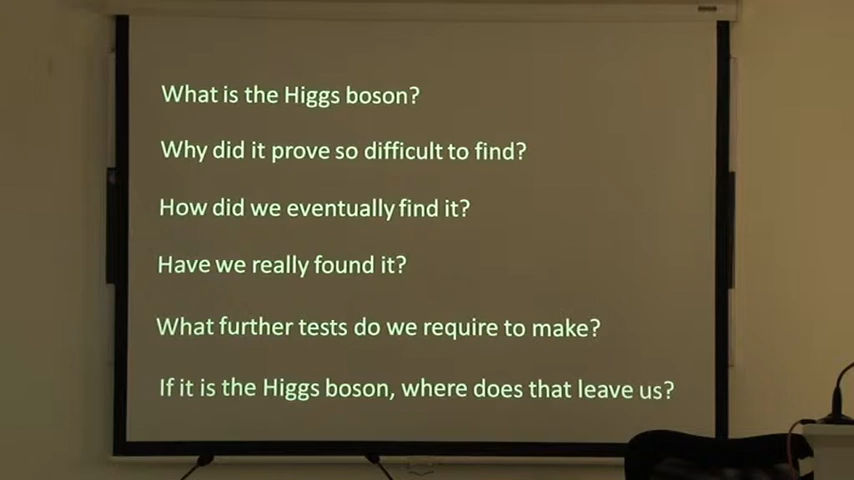 What is the Higgs boson?
Why did it prove so difficult to find?
How did we eventually find it?
Have we really found it?
What further tests do we require to make?
If it is the Higgs boson, where does that leave us?